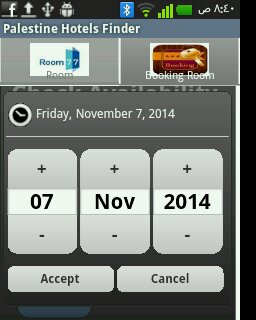 ٨:٤٠ ص
Palestine Hotels Finder
Room 77
Booking
Room
Booking Room
Check Availability
Friday, November 7, 2014
+ + +
07 Nov 2014
- - -
Accept Cancel